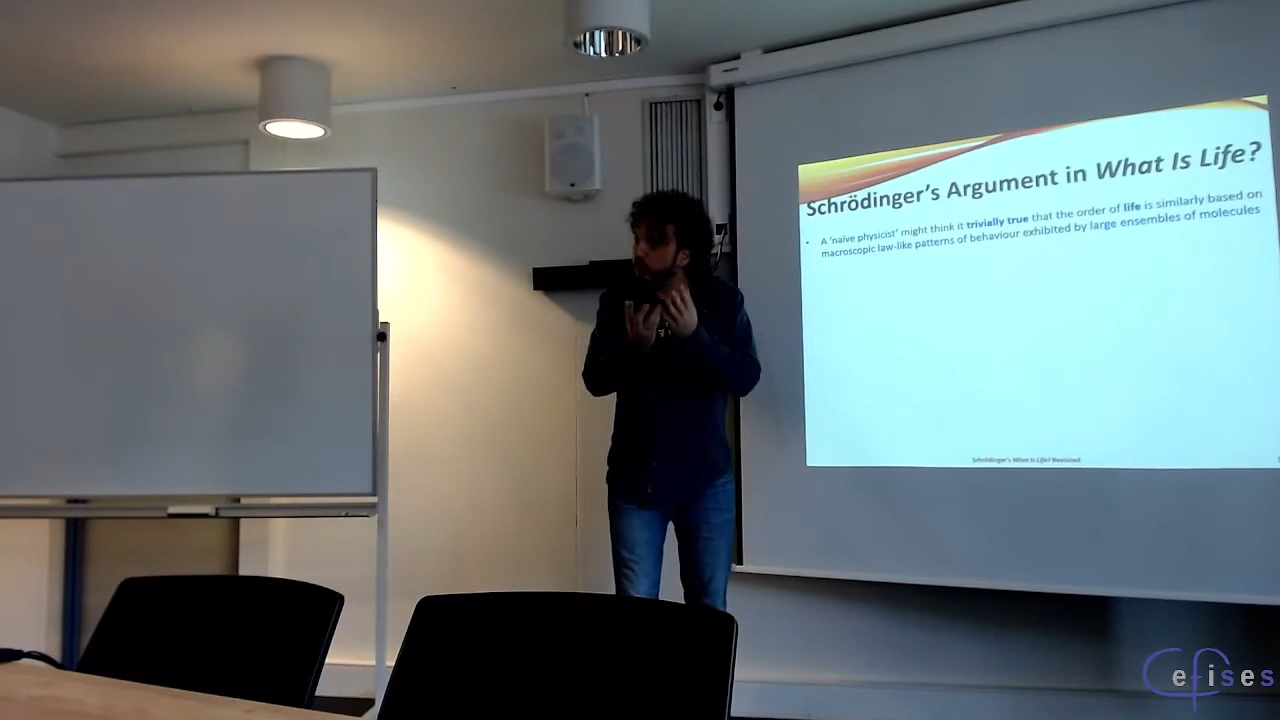 Schrödinger's Argument in What Is Life?
• A 'naïve physicist' might think it trivially true that the order of life is similarly based on
macroscopic law-like patterns of behaviour exhibited by large ensembles of molecules
Schrödinger's What Is Life? Revisited
Cefises